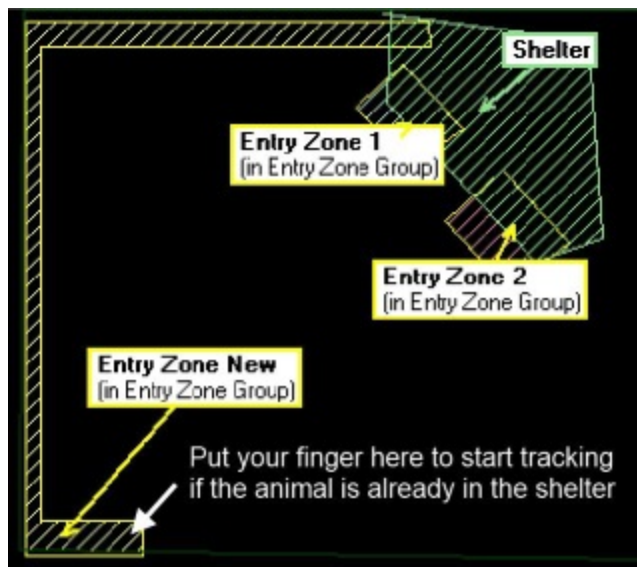 Shelter
Entry Zone 1
(in Entry Zone Group)
Entry Zone 2
(in Entry Zone Group)
Entry Zone New
(in Entry Zone Group)
Put your finger here to start tracking
if the animal is already in the shelter